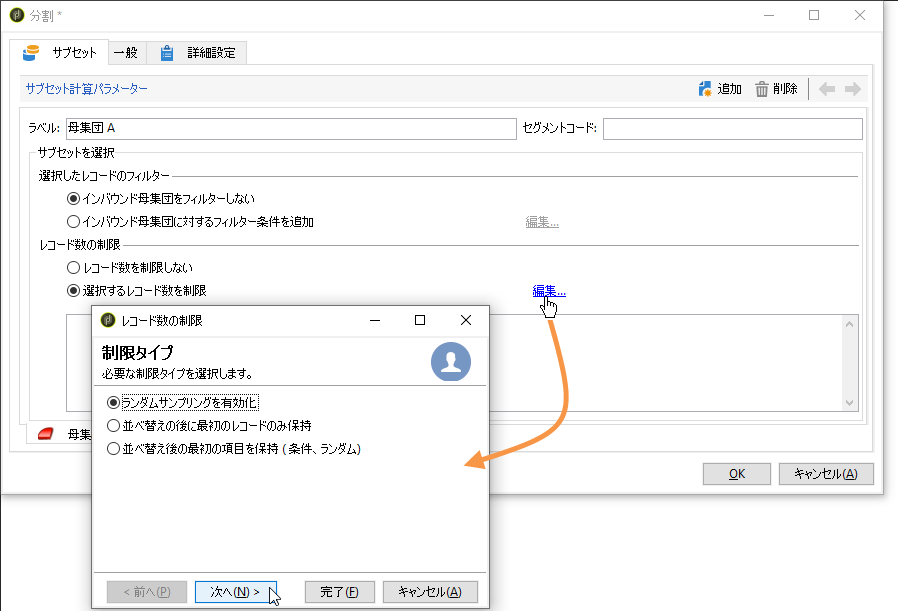 分割 *
サブセット 一般 詳細設定
サブセット計算パラメーター 追加 削除
ラベル: 母集団 A セグメントコード:
サブセットを選択
選択したレコードのフィルター
インバウンド母集団をフィルターしない
インバウンド母集団に対するフィルター条件を追加 編集...
レコード数の制限
レコード数を制限しない
選択するレコード数を制限 編集...
レコード数の制限
制限タイプ
必要な制限タイプを選択します。
ランダムサンプリングを有効化
並べ替えの後に最初のレコードのみ保持
並べ替え後の最初の項目を保持 ( 条件、ランダム)
母集
OK キャンセル(A)
< 前へ(P) 次へ(N) > 完了(F) キャンセル(A)